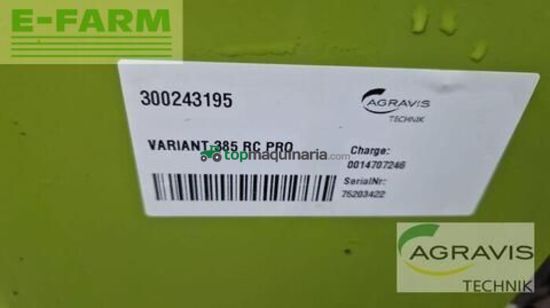 E-FARM
300243195
AGRAVIS
TECHNIK
VARIANT 385 RC PRO
topmaquinaria.com
Charge:
0014707246
SerialNr:
75203422
AGRAVIS
TECHNIK